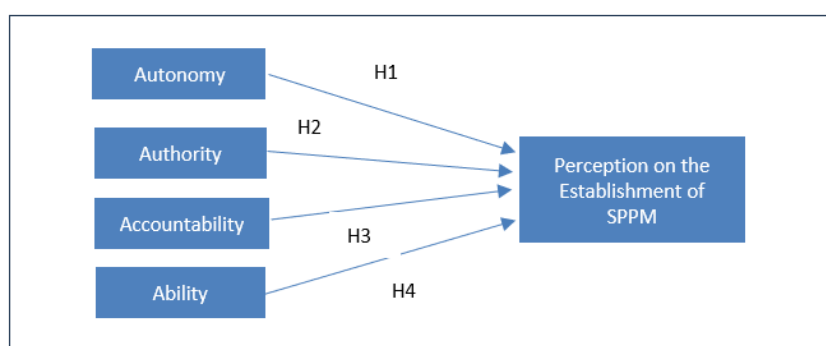 Autonomy
H1
H2
Authority
Perception on the
Establishment of
SPPM
Accountability
H3
Ability
H4